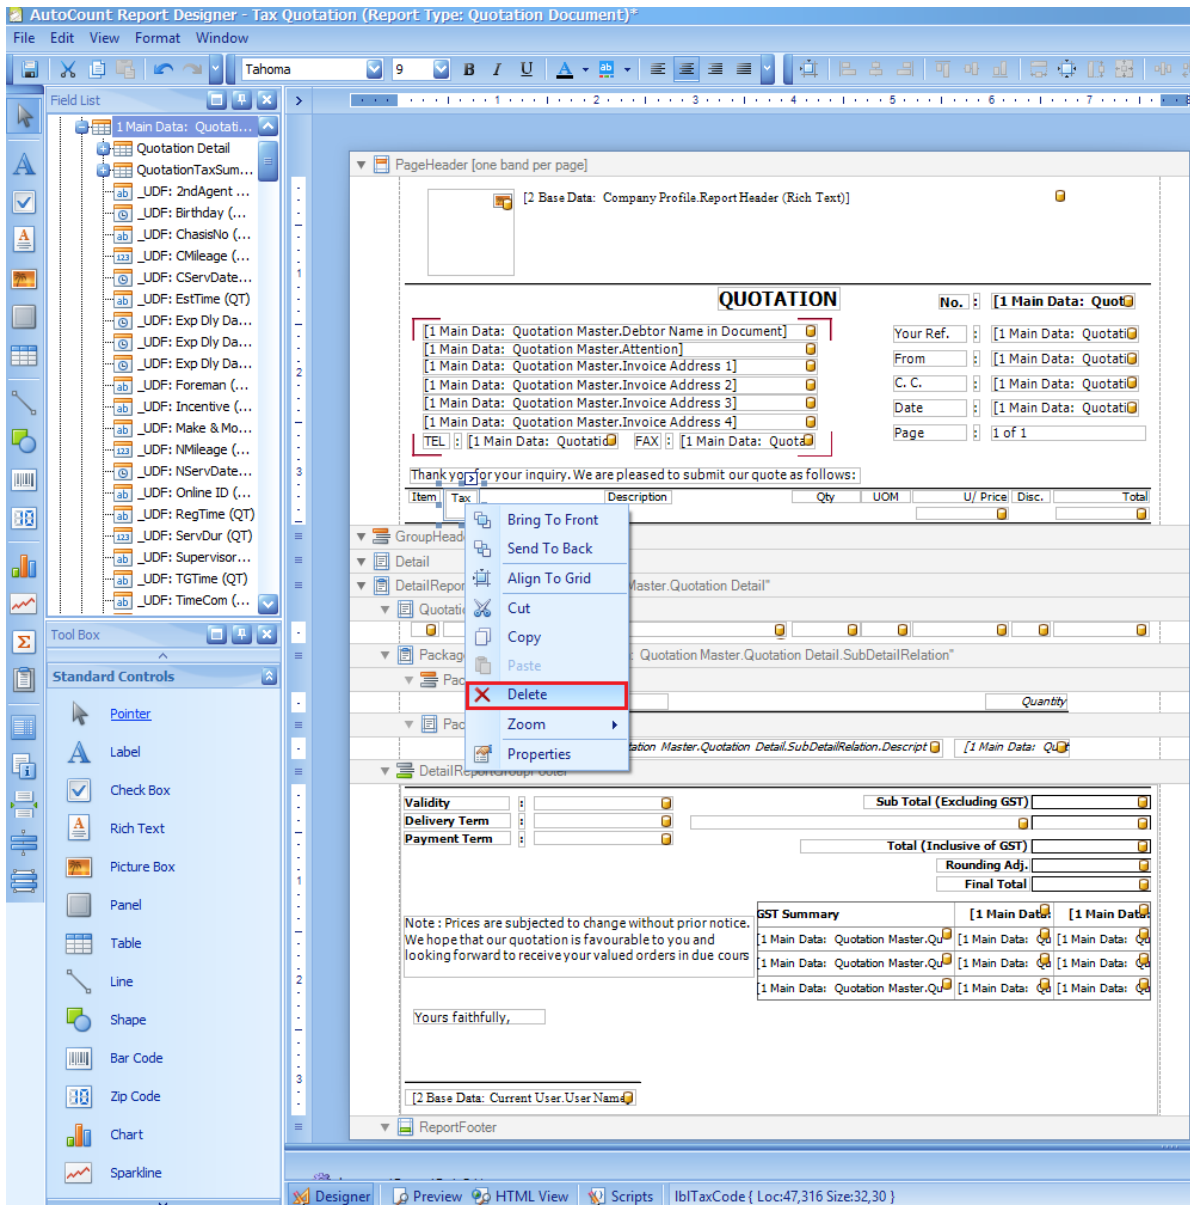 AutoCount Report Designer - Tax Quotation (Report Type: Quotation Document)*
File Edit View Format Window
Tahoma 9 B I U A ab
Field List
1 2 3 4 5 6 7
1 Main Data: Quotati...
Quotation Detail
QuotationTaxSum...
_UDF: 2ndAgent ...
_UDF: Birthday (...
_UDF: ChasisNo (...
_UDF: CMileage (...
_UDF: CServDate...
_UDF: EstTime (QT)
_UDF: Exp Dly Da...
_UDF: Exp Dly Da...
_UDF: Exp Dly Da...
_UDF: Foreman (...
_UDF: Incentive (...
_UDF: Make & Mo...
_UDF: NMileage (...
_UDF: NServDate...
_UDF: Online ID (...
_UDF: RegTime (QT)
_UDF: ServDur (QT)
_UDF: Supervisor...
_UDF: TGTime (QT)
_UDF: TimeCom (...
Tool Box
Standard Controls
Pointer
Label
Check Box
Rich Text
Picture Box
Panel
Table
Line
Shape
Bar Code
Zip Code
Chart
Sparkline
PageHeader [one band per page]
[2 Base Data: Company Profile.Report Header (Rich Text)]
QUOTATION
No. : [1 Main Data: Quot
[1 Main Data: Quotation Master.Debtor Name in Document]
Your Ref. : [1 Main Data: Quotati
[1 Main Data: Quotation Master.Attention]
[1 Main Data: Quotation Master.Invoice Address 1]
From : [1 Main Data: Quotati
[1 Main Data: Quotation Master.Invoice Address 2]
C. C. : [1 Main Data: Quotati
[1 Main Data: Quotation Master.Invoice Address 3]
Date : [1 Main Data: Quotati
[1 Main Data: Quotation Master.Invoice Address 4]
Page : 1 of 1
TEL : [1 Main Data: Quotatio FAX : [1 Main Data: Quota
Thank you for your inquiry. We are pleased to submit our quote as follows:
Item Tax Description Qty UOM U/ Price Disc. Total
GroupHead
Detail
DetailRepor Master.Quotation Detail"
Quotatio
Packag : Quotation Master.Quotation Detail.SubDetailRelation"
Pac
Quantity
Pac
tation Master.Quotation Detail.SubDetailRelation.Descript [1 Main Data: Quot
DetailReportGroupFooter
Bring To Front
Send To Back
Align To Grid
Cut
Copy
Paste
Delete
Zoom
Properties
Validity :
Sub Total (Excluding GST)
Delivery Term :
Payment Term :
Total (Inclusive of GST)
Rounding Adj.
Final Total
Note : Prices are subjected to change without prior notice.
We hope that our quotation is favourable to you and
looking forward to receive your valued orders in due cours
GST Summary [1 Main Data: [1 Main Data:
[1 Main Data: Quotation Master.Qu [1 Main Data: Qu [1 Main Data: Qu
[1 Main Data: Quotation Master.Qu [1 Main Data: Qu [1 Main Data: Qu
[1 Main Data: Quotation Master.Qu [1 Main Data: Qu [1 Main Data: Qu
Yours faithfully,
[2 Base Data: Current User.User Name
ReportFooter
Designer Preview HTML View Scripts lblTaxCode { Loc:47,316 Size:32,30 }